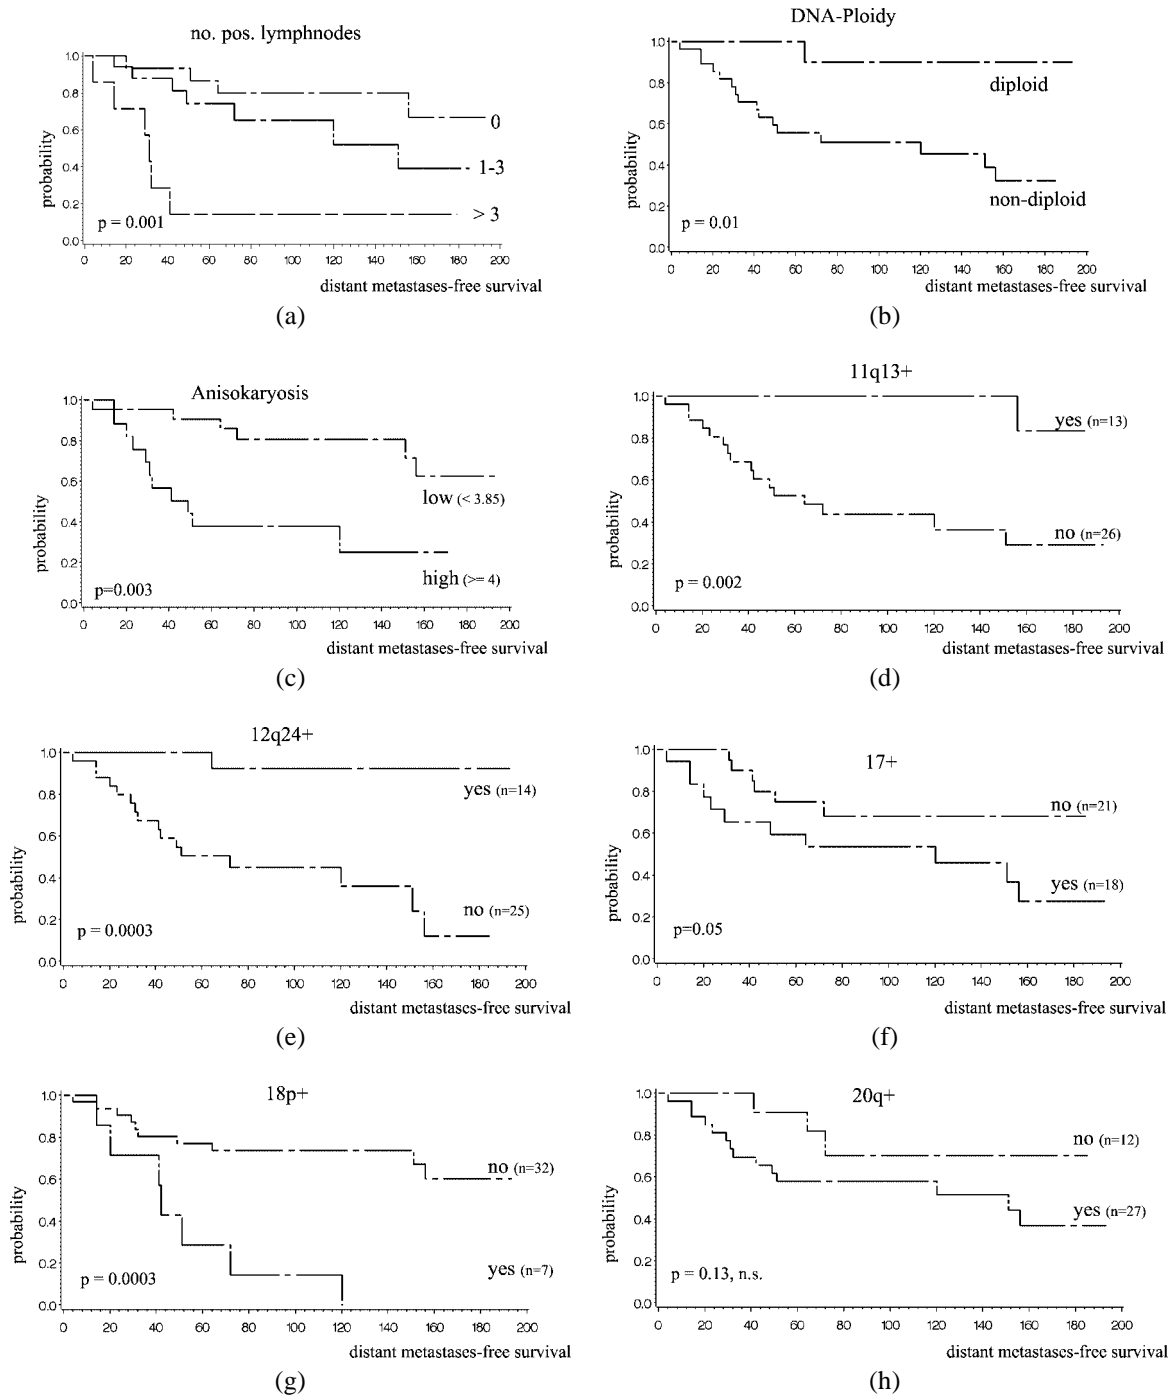 no. pos. lymphnodes
probability
1.0
0.8
0.6
0.4
0.2
0.0
0
1-3
> 3
p = 0.001
0 20 40 60 80 100 120 140 160 180 200
distant metastases-free survival
(a)
DNA-Ploidy
probability
1.0
0.8
0.6
0.4
0.2
0.0
diploid
non-diploid
p = 0.01
0 20 40 60 80 100 120 140 160 180 200
distant metastases-free survival
(b)
Anisokaryosis
probability
1.0
0.8
0.6
0.4
0.2
0.0
low (< 3.85)
high (>= 4)
p=0.003
0 20 40 60 80 100 120 140 160 180 200
distant metastases-free survival
(c)
11q13+
probability
1.0
0.8
0.6
0.4
0.2
0.0
yes (n=13)
no (n=26)
p = 0.002
0 20 40 60 80 100 120 140 160 180 200
distant metastases-free survival
(d)
12q24+
probability
1.0
0.8
0.6
0.4
0.2
0.0
yes (n=14)
no (n=25)
p = 0.0003
0 20 40 60 80 100 120 140 160 180 200
distant metastases-free survival
(e)
17+
probability
1.0
0.8
0.6
0.4
0.2
0.0
no (n=21)
yes (n=18)
p=0.05
0 20 40 60 80 100 120 140 160 180 200
distant metastases-free survival
(f)
18p+
probability
1.0
0.8
0.6
0.4
0.2
0.0
no (n=32)
yes (n=7)
p = 0.0003
0 20 40 60 80 100 120 140 160 180 200
distant metastases-free survival
(g)
20q+
probability
1.0
0.8
0.6
0.4
0.2
0.0
no (n=12)
yes (n=27)
p = 0.13, n.s.
0 20 40 60 80 100 120 140 160 180 200
distant metastases-free survival
(h)